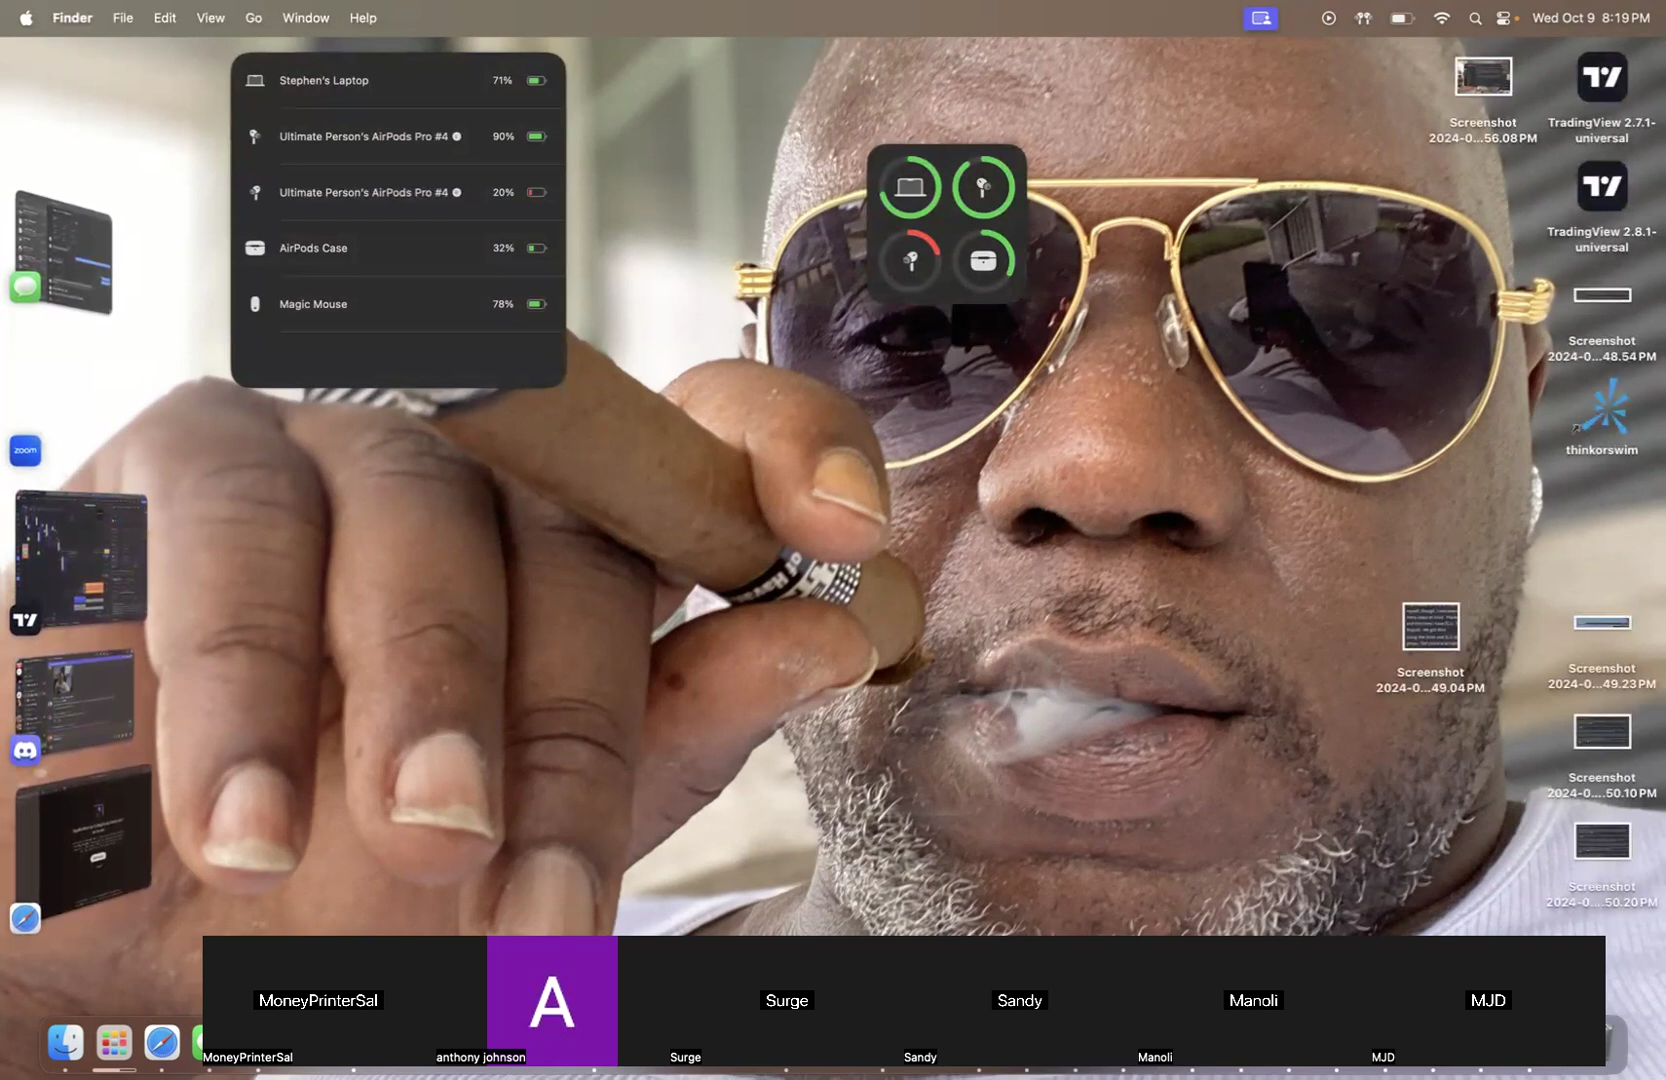 Finder File Edit View Go Window Help Wed Oct 9 8:19 PM
Stephen's Laptop 71%
Ultimate Person's AirPods Pro #4 90%
Ultimate Person's AirPods Pro #4 20%
AirPods Case 32%
Magic Mouse 78%
Screenshot
2024-0...56.08 PM
TradingView 2.7.1-
universal
TradingView 2.8.1-
universal
Screenshot
2024-0...48.54 PM
thinkorswim
zoom
Screenshot
2024-0...49.04 PM
Screenshot
2024-0...49.23 PM
Screenshot
2024-0....50.10 PM
Screenshot
2024-0....50.20 PM
MoneyPrinterSal A Surge Sandy Manoli MJD
MoneyPrinterSal anthony johnson Surge Sandy Manoli MJD